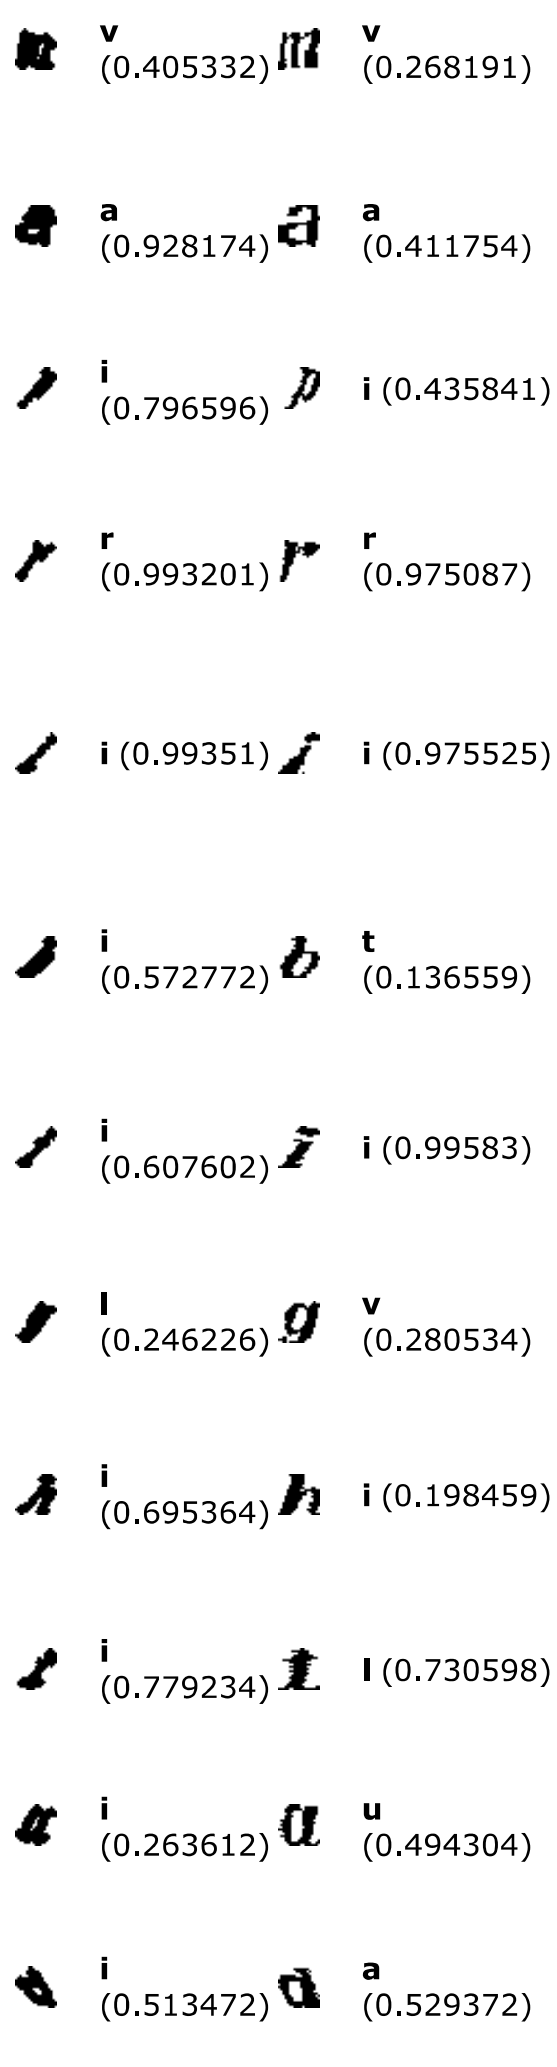 m v m v
(0.405332) (0.268191)
a a a a
(0.928174) (0.411754)
i
p i (0.435841)
(0.796596)
r r r r
(0.993201) (0.975087)
i i (0.99351) i i (0.975525)
i b t
(0.572772) (0.136559)
i
i i (0.99583)
(0.607602)
l g v
(0.246226) (0.280534)
i
h i (0.198459)
(0.695364)
i
t l (0.730598)
(0.779234)
a i a u
(0.263612) (0.494304)
i d a
(0.513472) (0.529372)